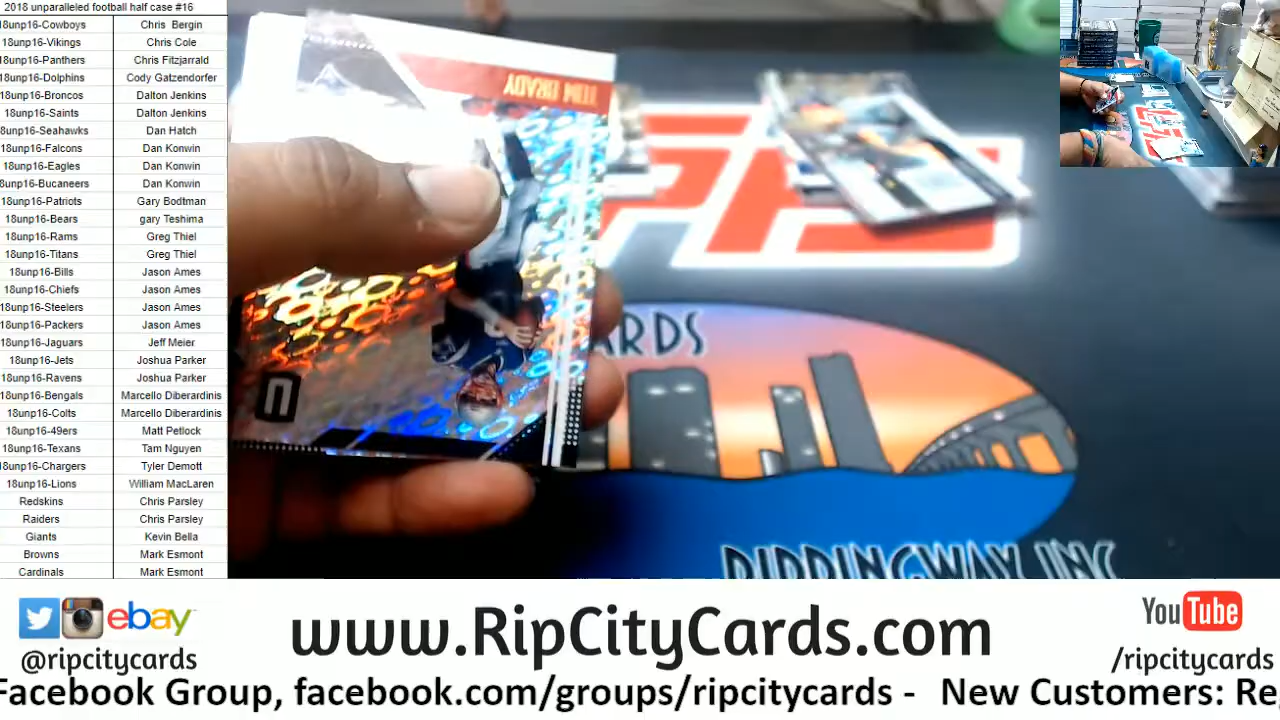 2018 unparalleled football half case #16
8unp16-Cowboys Chris Bergin
18unp16-Vikings Chris Cole
8unp16-Panthers Chris Fitzjarrald
18unp16-Dolphins Cody Gatzendorfer
8unp16-Broncos Dalton Jenkins
18unp16-Saints Dalton Jenkins
8unp16-Seahawks Dan Hatch
18unp16-Falcons Dan Konwin
18unp16-Eagles Dan Konwin
8unp16-Bucaneers Dan Konwin
18unp16-Patriots Gary Bodtman
18unp16-Bears gary Teshima
18unp16-Rams Greg Thiel
18unp16-Titans Greg Thiel
18unp16-Bills Jason Ames
18unp16-Chiefs Jason Ames
18unp16-Steelers Jason Ames
18unp16-Packers Jason Ames
18unp16-Jaguars Jeff Meier
18unp16-Jets Joshua Parker
18unp16-Ravens Joshua Parker
18unp16-Bengals Marcello Diberardinis
18unp16-Colts Marcello Diberardinis
18unp16-49ers Matt Petlock
18unp16-Texans Tam Nguyen
8unp16-Chargers Tyler Demott
18unp16-Lions William MacLaren
Redskins Chris Parsley
Raiders Chris Parsley
Giants Kevin Bella
Browns Mark Esmont
Cardinals Mark Esmont
TOM BRADY
ARDS
RIPPINGWAY INC
ebay
@ripcitycards
www.RipCityCards.com
YouTube
/ripcitycards
Facebook Group, facebook.com/groups/ripcitycards - New Customers: Re